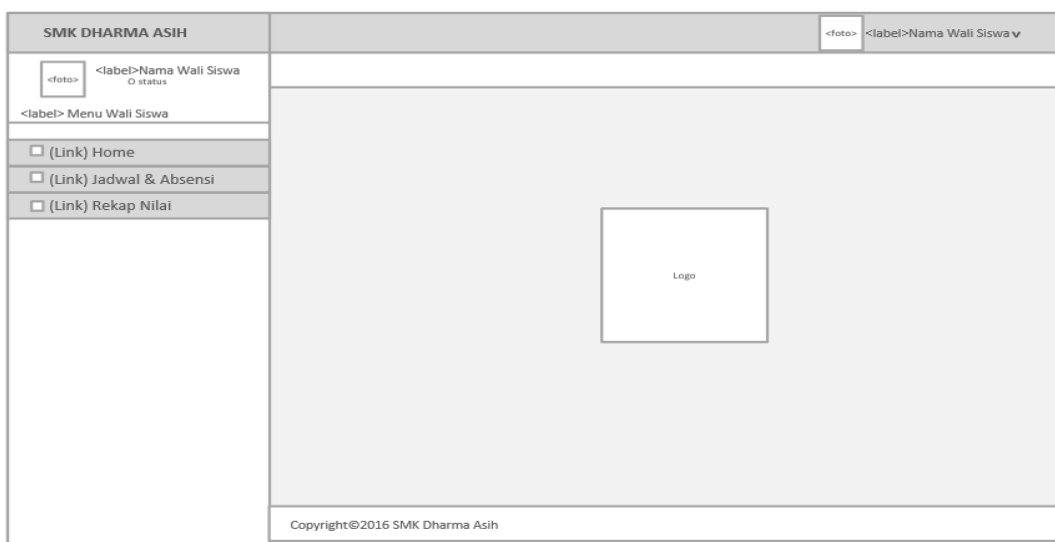 SMK DHARMA ASIH
<foto> <label>Nama Wali Siswa v
<foto> <label>Nama Wali Siswa
O status
<label> Menu Wali Siswa
(Link) Home
(Link) Jadwal & Absensi
(Link) Rekap Nilai
Logo
Copyright©2016 SMK Dharma Asih